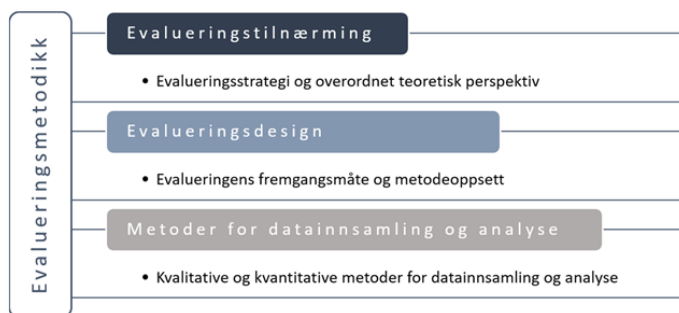 Evalueringsmetodikk
Evalueringstilnærming
• Evalueringsstrategi og overordnet teoretisk perspektiv
Evalueringsdesign
• Evalueringens fremgangsmåte og metodeoppsett
Metoder for datainnsamling og analyse
• Kvalitative og kvantitative metoder for datainnsamling og analyse